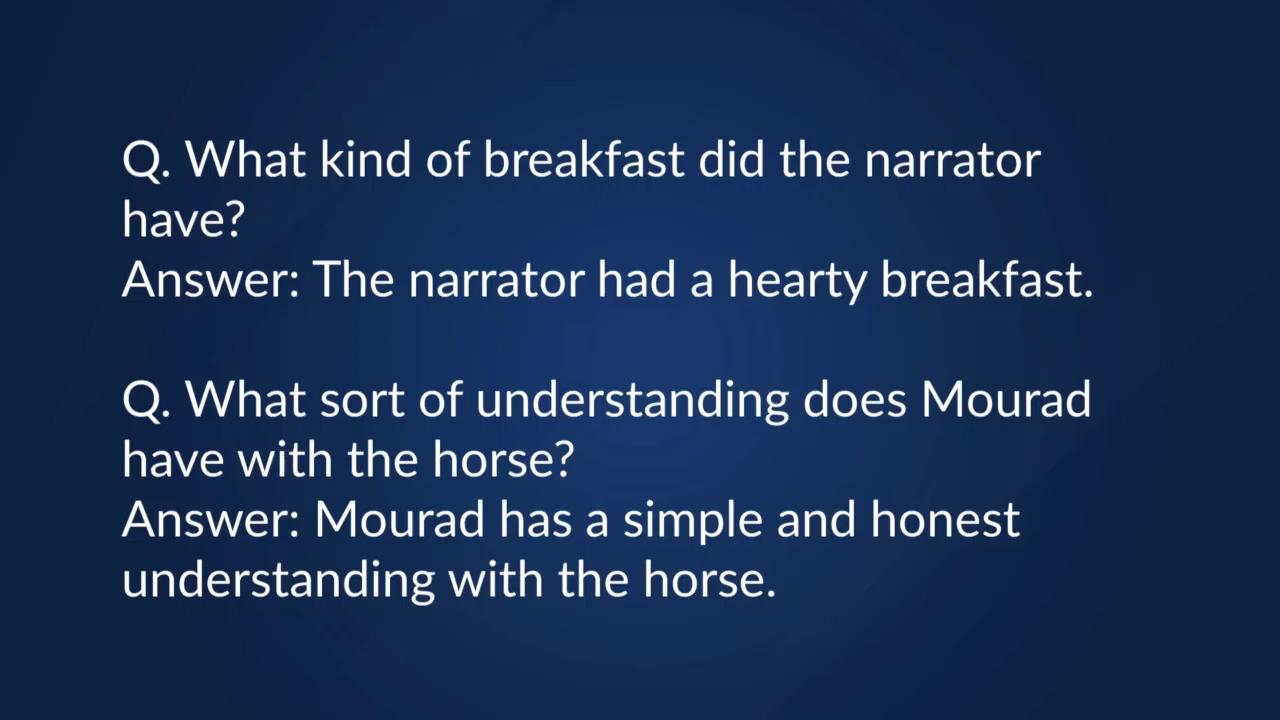 Q. What kind of breakfast did the narrator
have?
Answer: The narrator had a hearty breakfast.
Q. What sort of understanding does Mourad
have with the horse?
Answer: Mourad has a simple and honest
understanding with the horse.